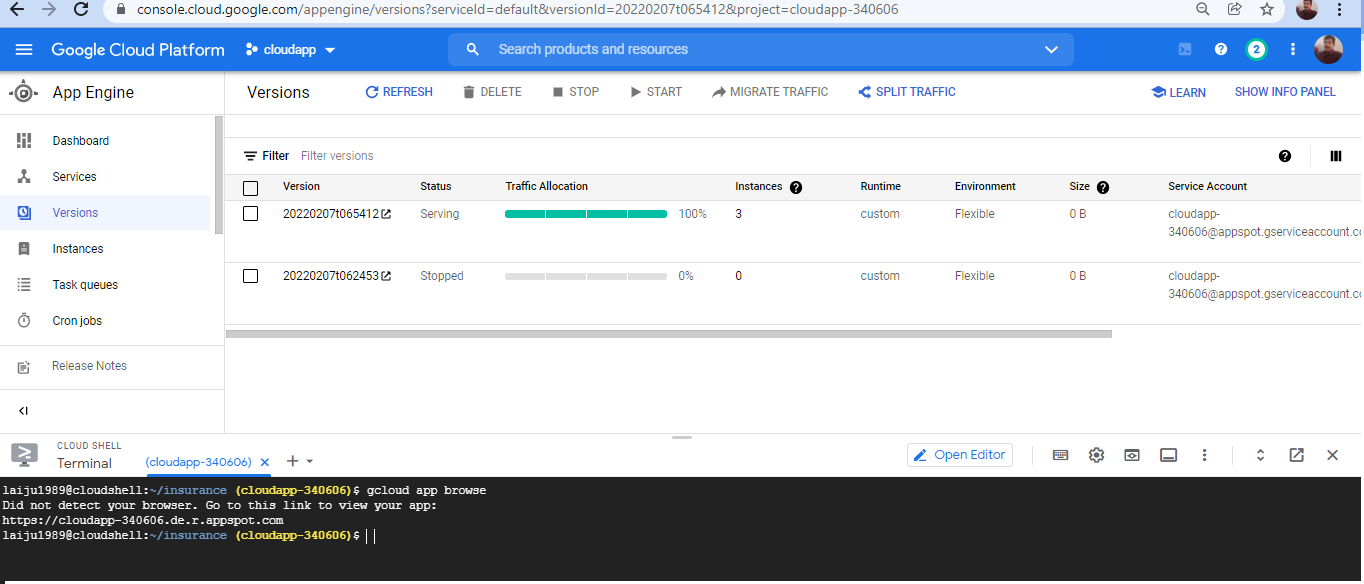 console.cloud.google.com/appengine/versions?serviceId=default&versionId=20220207t065412&project=cloudapp-340606
Google Cloud Platform cloudapp Search products and resources 2
App Engine Versions REFRESH DELETE STOP START MIGRATE TRAFFIC SPLIT TRAFFIC LEARN SHOW INFO PANEL
Dashboard
Services
Versions
Instances
Task queues
Cron jobs
Release Notes
Filter Filter versions
Version Status Traffic Allocation Instances Runtime Environment Size Service Account
20220207t065412 Serving 100% 3 custom Flexible 0 B cloudapp-
340606@appspot.gserviceaccount.co
20220207t062453 Stopped 0% 0 custom Flexible 0 B cloudapp-
340606@appspot.gserviceaccount.co
CLOUD SHELL
Terminal (cloudapp-340606) Open Editor
laiju1989@cloudshell:~/insurance (cloudapp-340606)$ gcloud app browse
Did not detect your browser. Go to this link to view your app:
https://cloudapp-340606.de.r.appspot.com
laiju1989@cloudshell:~/insurance (cloudapp-340606)$